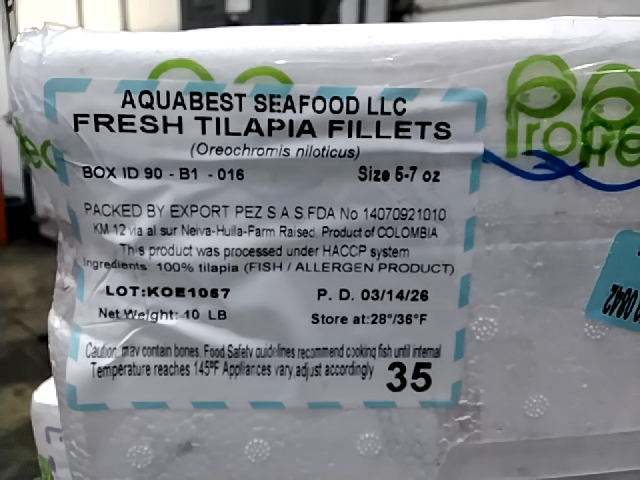 AQUABEST SEAFOOD LLC
FRESH TILAPIA FILLETS
(Oreochromis niloticus)
BOX ID 90 - B1 - 016 Size 5-7 oz
PACKED BY EXPORT PEZ S.A.S.FDA No 14070921010
KM 12 via al sur Neiva-Huila-Farm Raised. Product of COLOMBIA
This product was processed under HACCP system
Ingredients: 100% tilapia (FISH / ALLERGEN PRODUCT)
LOT:KOE1067 P. D. 03/14/26
Net Weight: 10 LB Store at:28°/36°F
Caution: may contain bones. Food Safety guidelines recommend cooking fish until internal
Temperature reaches 145°F Appliances vary adjust accordingly
35